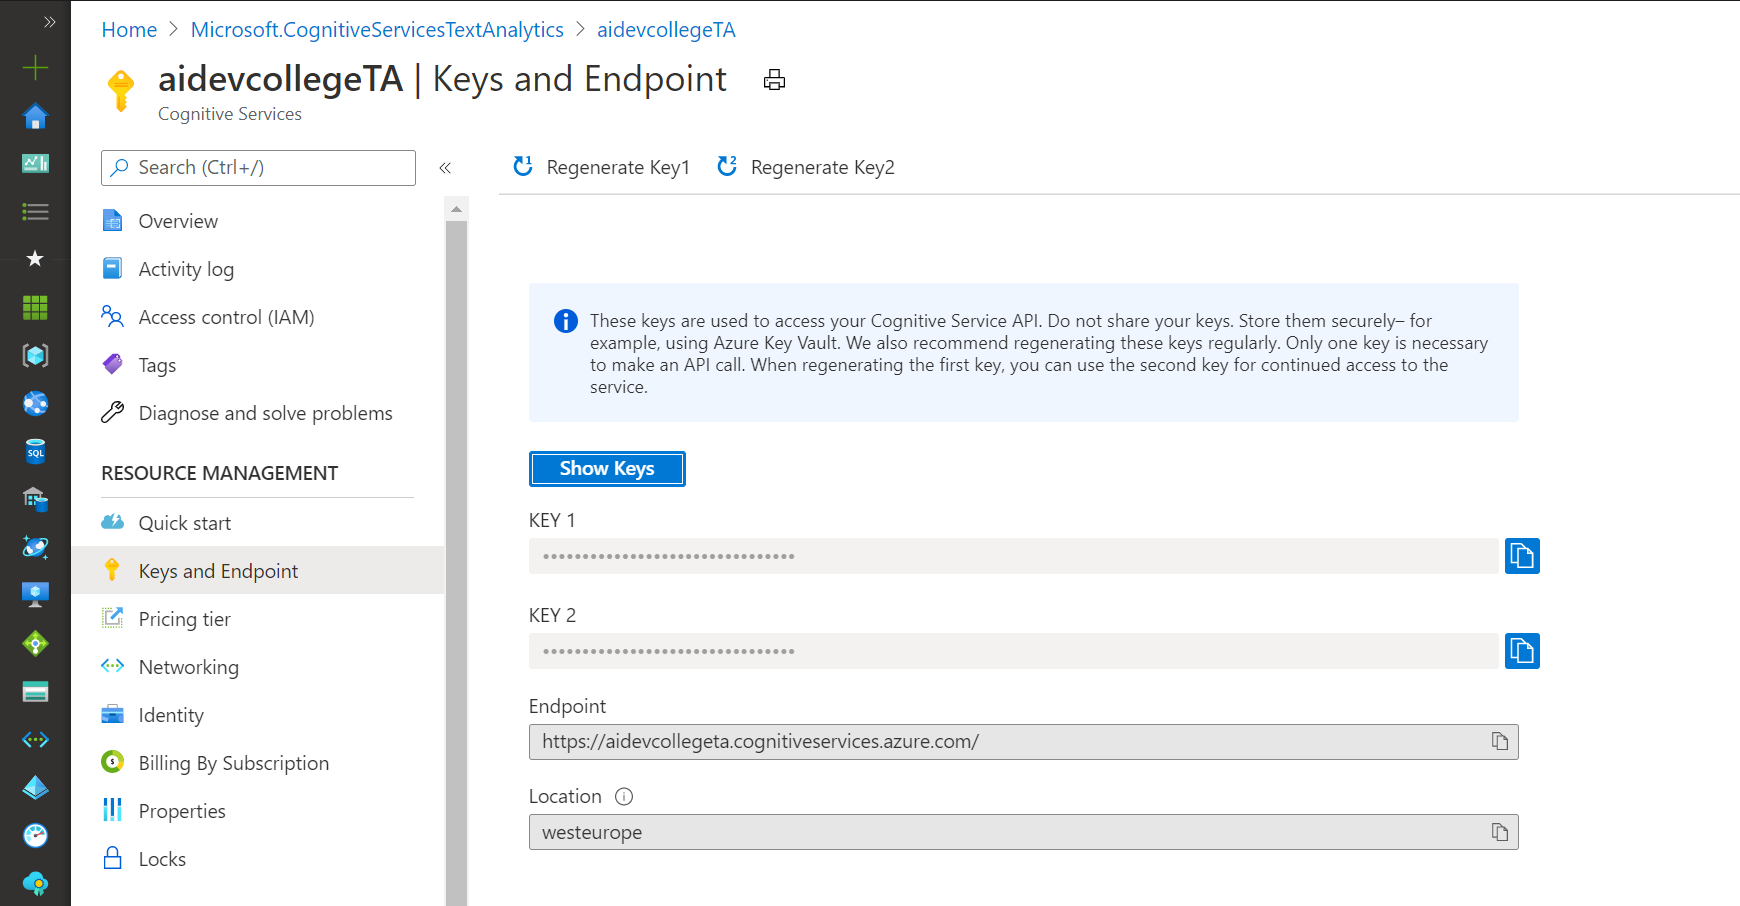 Home > Microsoft.CognitiveServicesTextAnalytics > aidevcollegeTA
aidevcollegeTA | Keys and Endpoint
Cognitive Services
Search (Ctrl+/)
Overview
Activity log
Access control (IAM)
Tags
Diagnose and solve problems
RESOURCE MANAGEMENT
Quick start
Keys and Endpoint
Pricing tier
Networking
Identity
Billing By Subscription
Properties
Locks
SQL
1 Regenerate Key1 2 Regenerate Key2
These keys are used to access your Cognitive Service API. Do not share your keys. Store them securely– for
example, using Azure Key Vault. We also recommend regenerating these keys regularly. Only one key is necessary
to make an API call. When regenerating the first key, you can use the second key for continued access to the
service.
Show Keys
KEY 1
••••••••••••••••••••••••••••••••
KEY 2
••••••••••••••••••••••••••••••••
Endpoint
https://aidevcollegeta.cognitiveservices.azure.com/
Location
westeurope